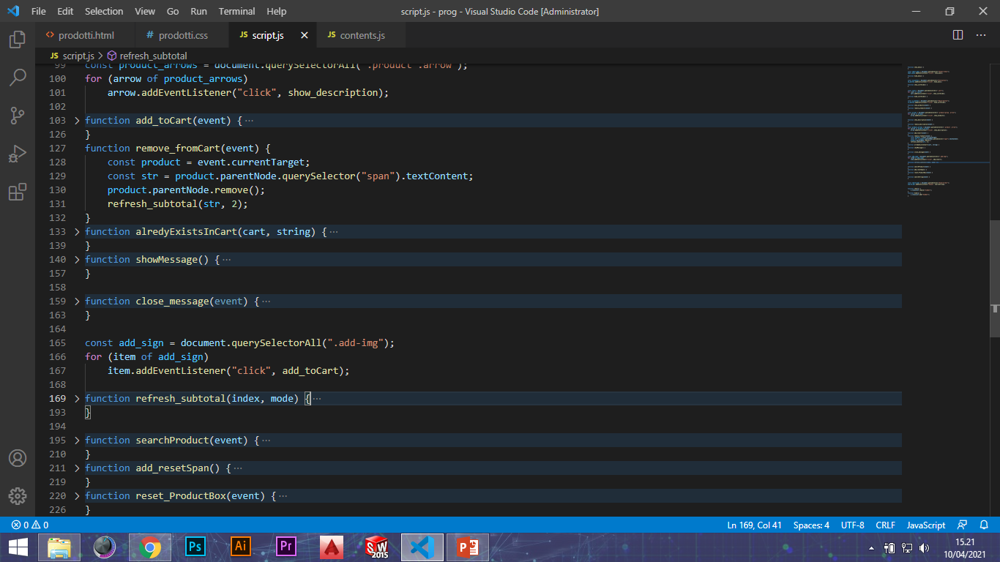 File Edit Selection View Go Run Terminal Help script.js - prog - Visual Studio Code [Administrator]
prodotti.html # prodotti.css JS script.js JS contents.js
JS script.js > refresh_subtotal
99 const product_arrows = document.querySelectorAll(".product .arrow");
100 for (arrow of product_arrows)
101 arrow.addEventListener("click", show_description);
102
103 function add_toCart(event) { ···
126 }
127 function remove_fromCart(event) {
128 const product = event.currentTarget;
129 const str = product.parentNode.querySelector("span").textContent;
130 product.parentNode.remove();
131 refresh_subtotal(str, 2);
132 }
133 function alredyExistsInCart(cart, string) { ···
139 }
140 function showMessage() { ···
157 }
158
159 function close_message(event) { ···
163 }
164
165 const add_sign = document.querySelectorAll(".add-img");
166 for (item of add_sign)
167 item.addEventListener("click", add_toCart);
168
169 function refresh_subtotal(index, mode) { ···
193 }
194
195 function searchProduct(event) { ···
210 }
211 function add_resetSpan() { ···
219 }
220 function reset_ProductBox(event) { ···
226 }
0 0 Ln 169, Col 41 Spaces: 4 UTF-8 CRLF JavaScript
Ps Ai Pr SW 2015 P
15.21
10/04/2021